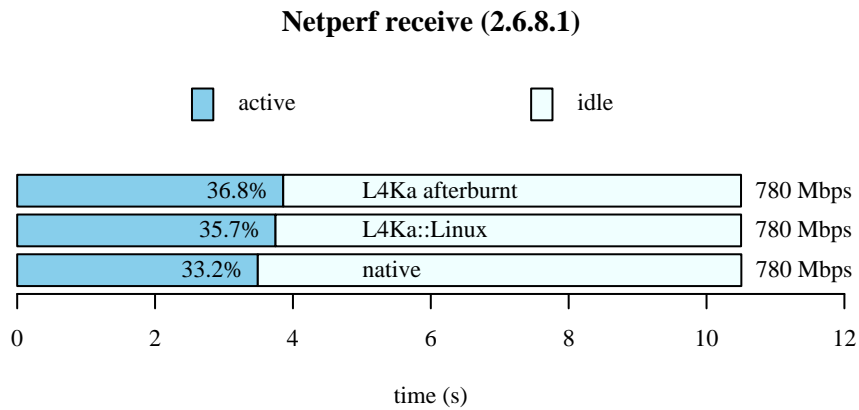 Netperf receive (2.6.8.1)
active idle
36.8% L4Ka afterburnt 780 Mbps
35.7% L4Ka::Linux 780 Mbps
33.2% native 780 Mbps
0 2 4 6 8 10 12
time (s)